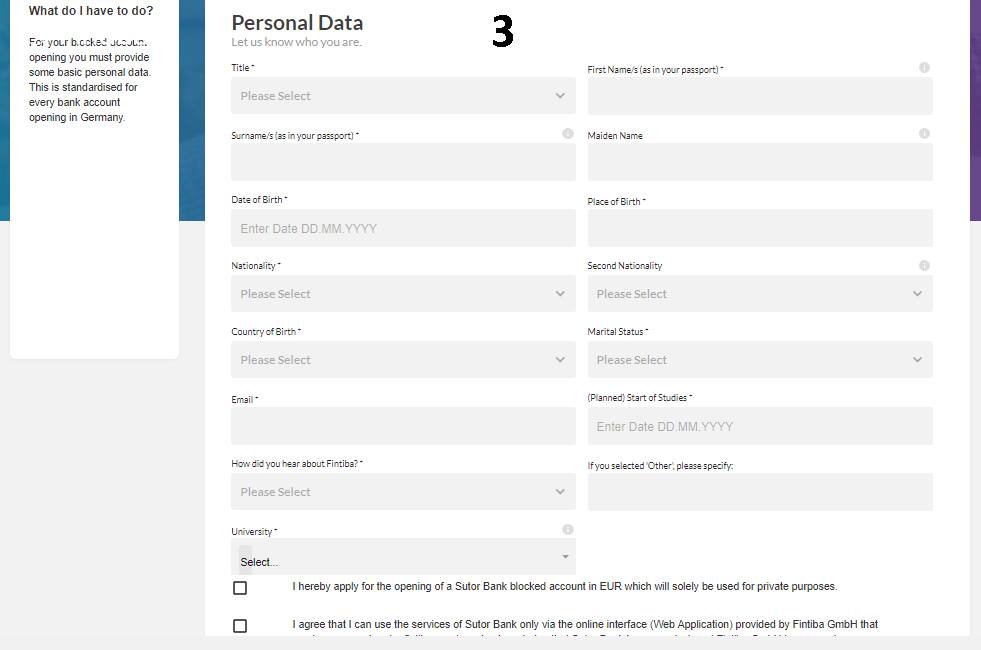 What do I have to do?
For your blocked account
opening you must provide
some basic personal data.
This is standardised for
every bank account
opening in Germany.
Personal Data
3
Let us know who you are.
Title *
First Name/s (as in your passport) *
Please Select
Surname/s (as in your passport) *
Maiden Name
Date of Birth *
Place of Birth *
Enter Date DD.MM.YYYY
Nationality *
Second Nationality
Please Select
Please Select
Country of Birth *
Marital Status *
Please Select
Please Select
Email *
(Planned) Start of Studies *
Enter Date DD.MM.YYYY
How did you hear about Fintiba? *
If you selected 'Other', please specify:
Please Select
University *
Select...
I hereby apply for the opening of a Sutor Bank blocked account in EUR which will solely be used for private purposes.
I agree that I can use the services of Sutor Bank only via the online interface (Web Application) provided by Fintiba GmbH that